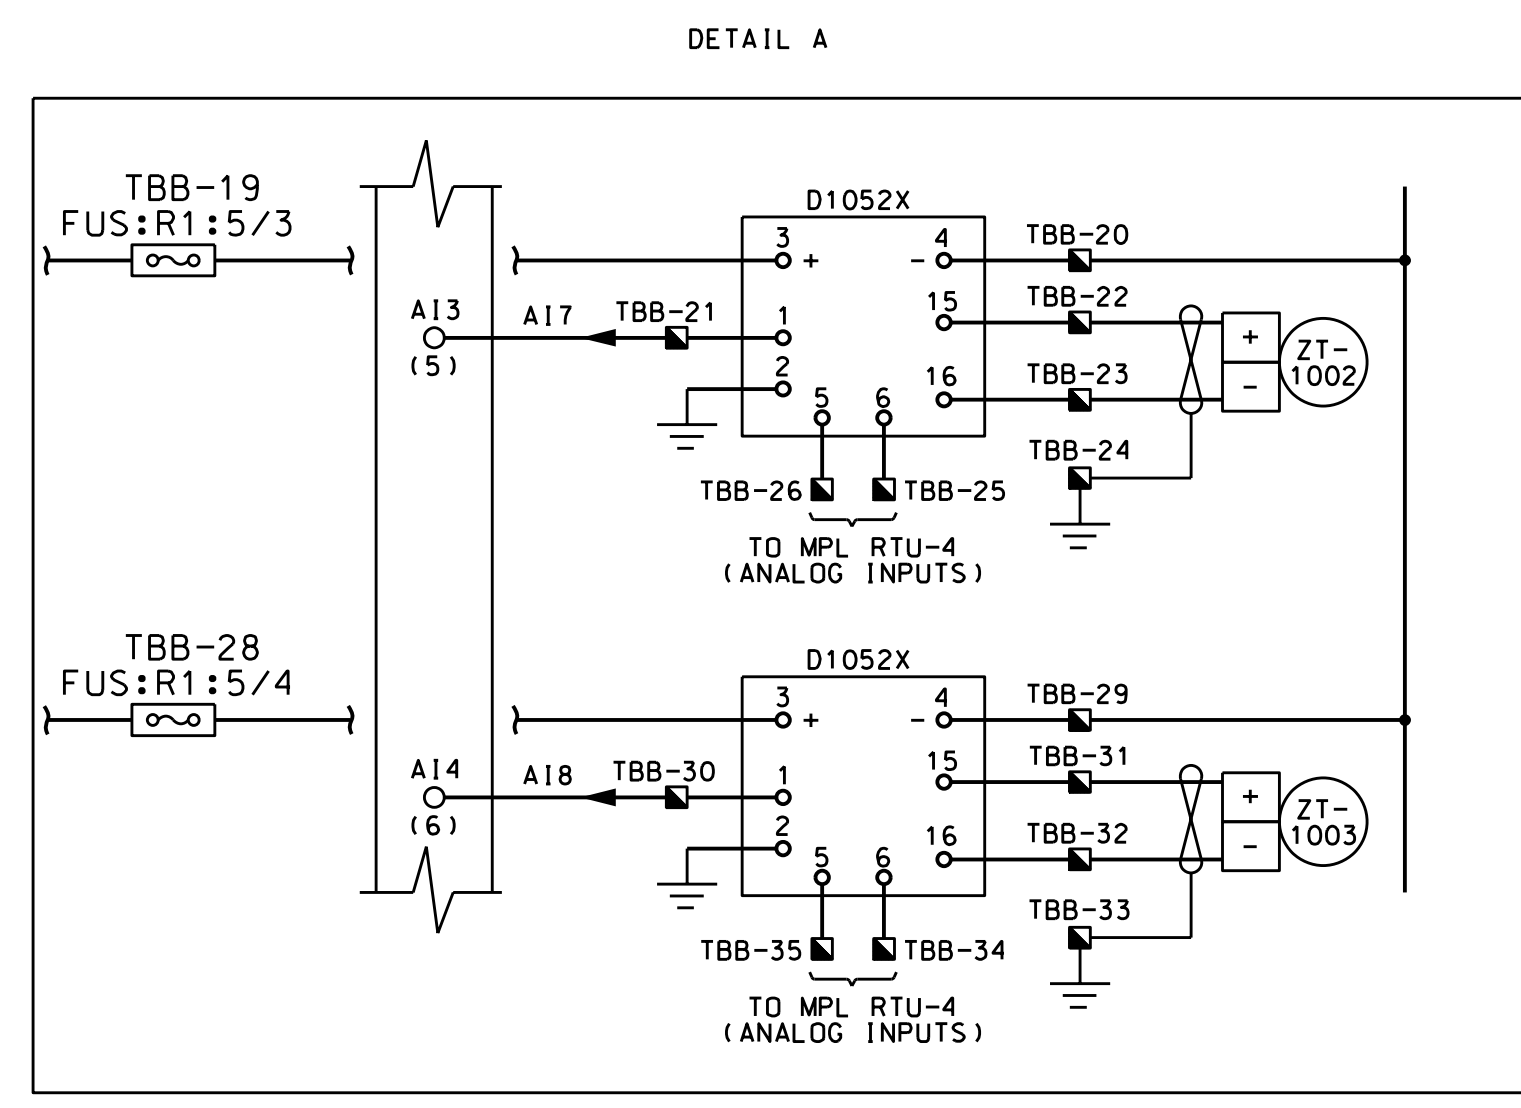 DETAIL A
TBB-19
FUS:R1:5/3
D1052X
3
+
-
4
TBB-20
AI3
(5)
AI7
TBB-21
1
2
15
TBB-22
16
TBB-23
+
-
ZT-
1002
5
6
TBB-24
TBB-26
TBB-25
TO MPL RTU-4
(ANALOG INPUTS)
TBB-28
FUS:R1:5/4
D1052X
3
+
-
4
TBB-29
AI4
(6)
AI8
TBB-30
1
2
15
TBB-31
16
TBB-32
+
-
ZT-
1003
5
6
TBB-33
TBB-35
TBB-34
TO MPL RTU-4
(ANALOG INPUTS)